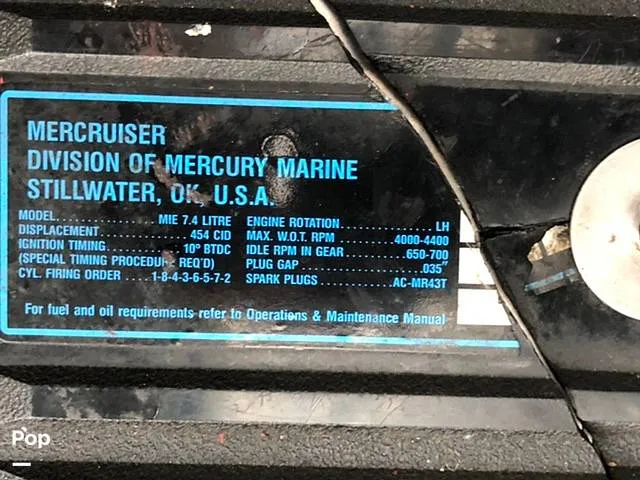 MERCRUISER
DIVISION OF MERCURY MARINE
STILLWATER, OK, U.S.A.
MODEL.................MIE 7.4 LITRE
DISPLACEMENT...............454 CID
IGNITION TIMING............10° BTDC
(SPECIAL TIMING PROCEDURE REQ'D)
CYL. FIRING ORDER ....1-8-4-3-6-5-7-2
ENGINE ROTATION...................LH
MAX. W.O.T. RPM ..........4000-4400
IDLE RPM IN GEAR............650-700
PLUG GAP .......................035"
SPARK PLUGS..............AC-MR43T
For fuel and oil requirements refer to Operations & Maintenance Manual
Pop